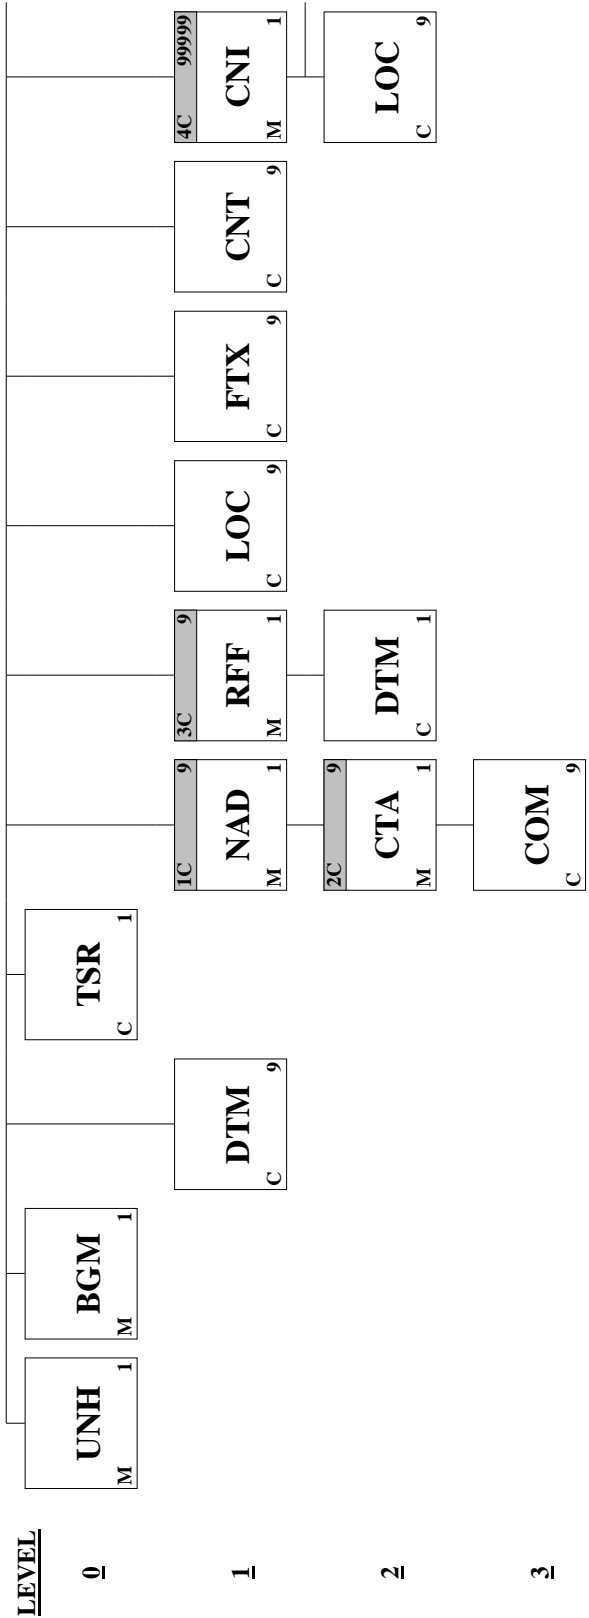 LEVEL
0
UNH
M 1
BGM
M 1
TSR
C 1
1
DTM
C 9
1C 9
NAD
M 1
3C 9
RFF
M 1
LOC
C 9
FTX
C 9
CNT
C 9
4C 99999
CNI
M 1
2
2C 9
CTA
M 1
DTM
C 1
LOC
C 9
3
COM
C 9